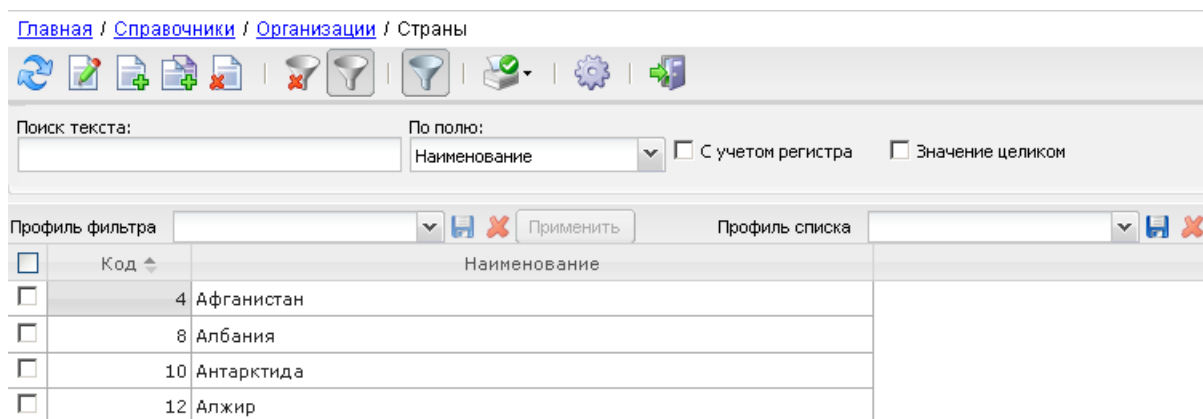 Главная / Справочники / Организации / Страны
Поиск текста: По полю:
Наименование С учетом регистра Значение целиком
Профиль фильтра Применить Профиль списка
Код Наименование
4 Афганистан
8 Албания
10 Антарктида
12 Алжир